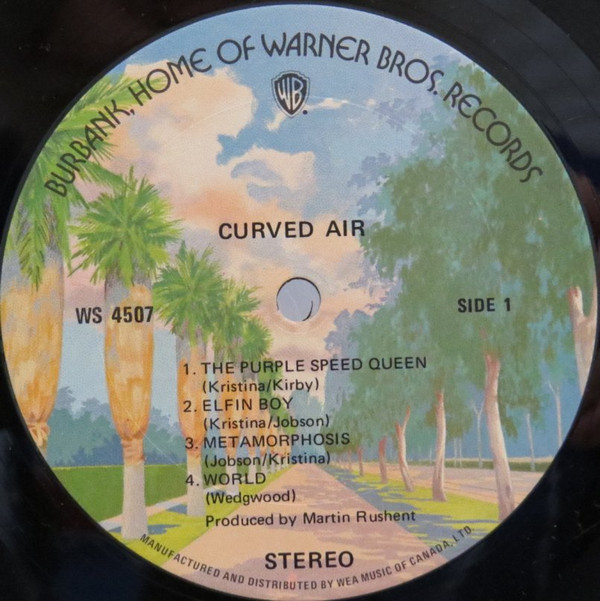 BURBANK, HOME OF WARNER BROS. RECORDS
WB
CURVED AIR
WS 4507
SIDE 1
1. THE PURPLE SPEED QUEEN
(Kristina/Kirby)
2. ELFIN BOY
(Kristina/Jobson)
3. METAMORPHOSIS
(Jobson/Kristina)
4. WORLD
(Wedgwood)
Produced by Martin Rushent
STEREO
MANUFACTURED AND DISTRIBUTED BY WEA MUSIC OF CANADA, LTD.